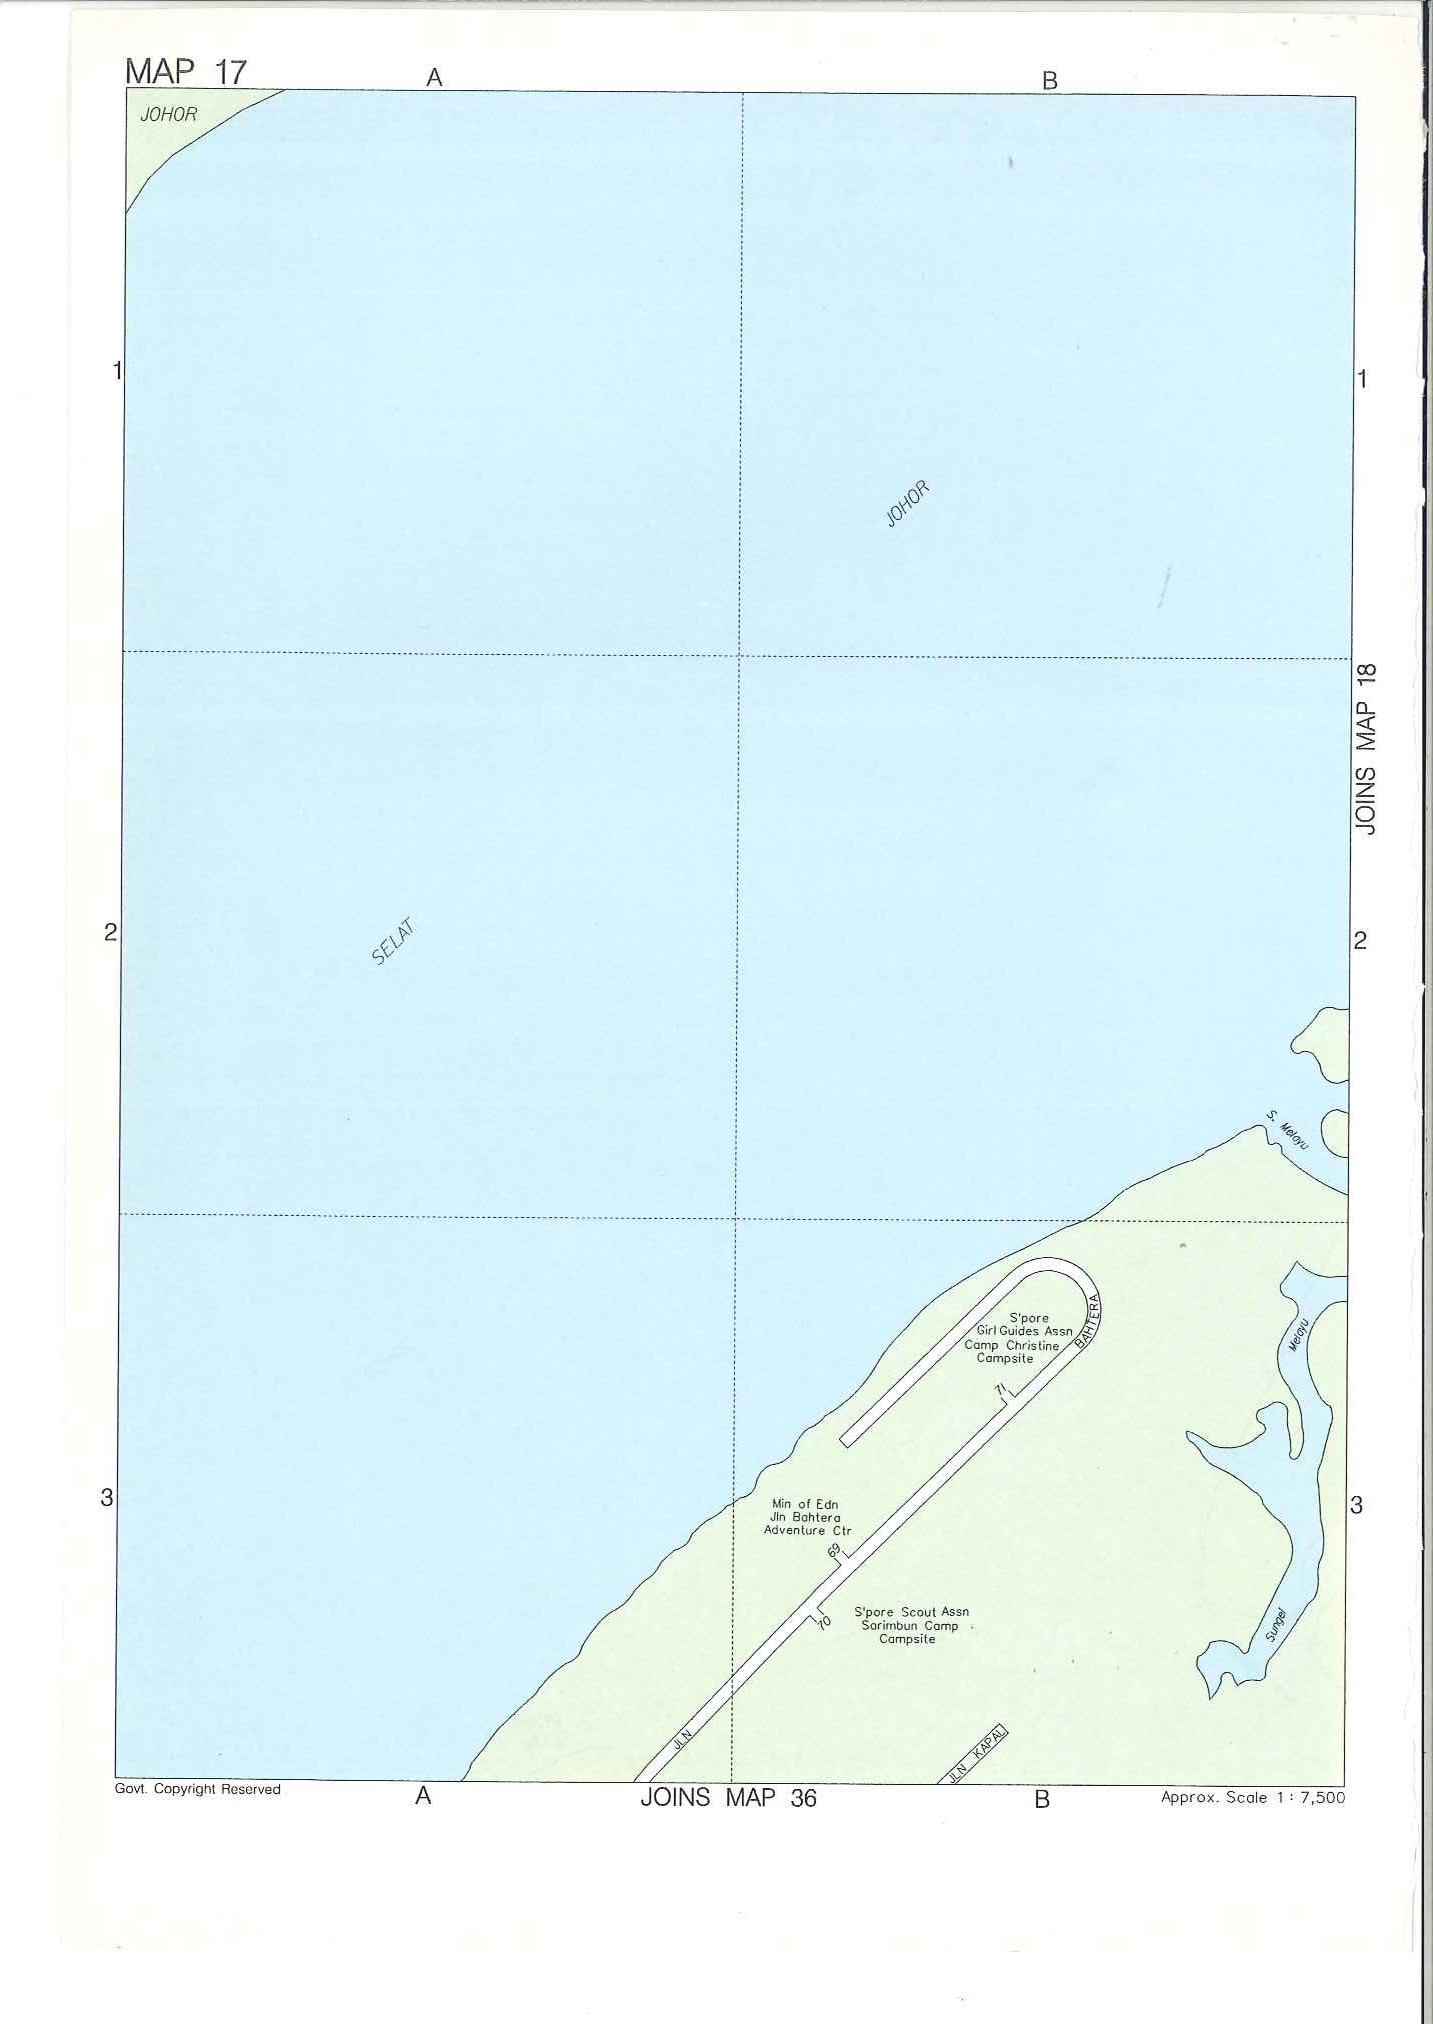 MAP 17
A
B
JOHOR
1
1
JOHOR
JOINS MAP 18
2
2
SELAT
S. Melayu
BAHTERA
S'pore
Girl Guides Assn
Camp Christine
Campsite
Melayu
71
3
3
Min of Edn
Jln Bahtera
Adventure Ctr
69
70
S'pore Scout Assn
Sarimbun Camp
Campsite
Sungei
JLN
JLN KAPAL
Govt. Copyright Reserved
A
JOINS MAP 36
B
Approx. Scale 1 : 7,500